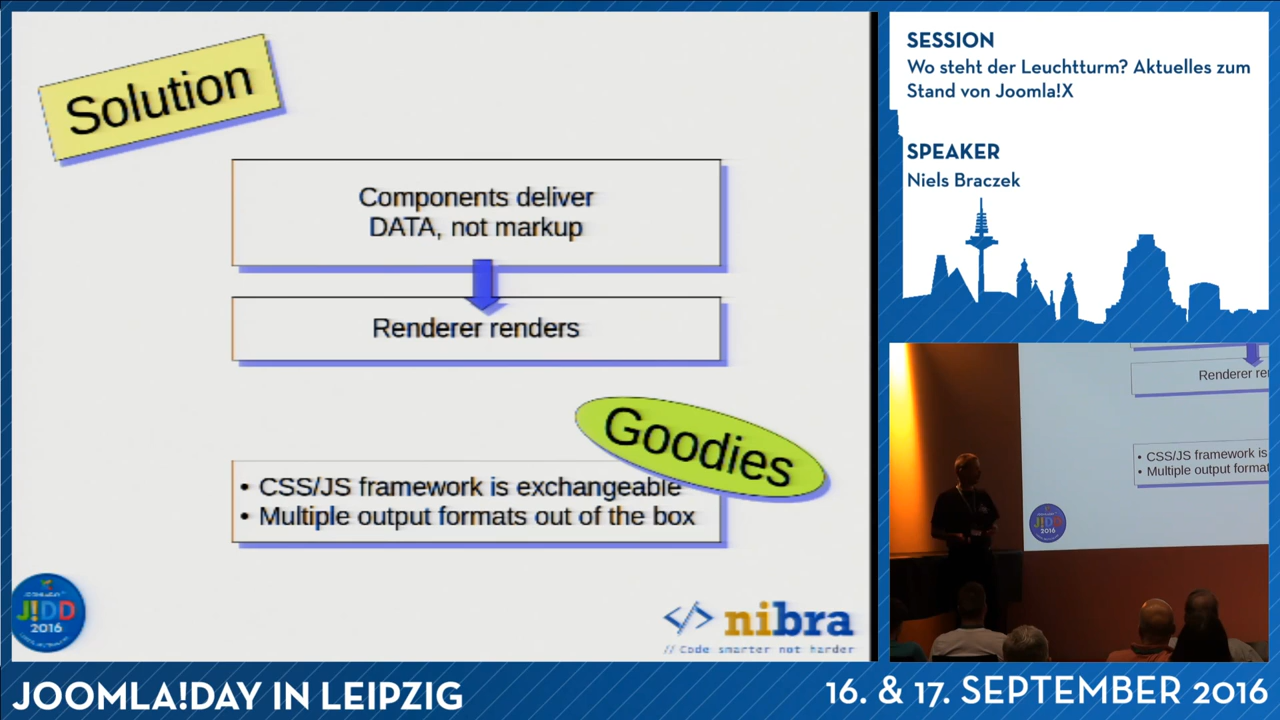 Solution
Components deliver
DATA, not markup
Renderer renders
Goodies
• CSS/JS framework is exchangeable
• Multiple output formats out of the box
J!DD
2016
</> nibra
// Code smarter not harder
SESSION
Wo steht der Leuchtturm? Aktuelles zum
Stand von Joomla!X
SPEAKER
Niels Braczek
Renderer re
• CSS/JS framework is
• Multiple output format
J!DD
2016
JOOMLA!DAY IN LEIPZIG
16. & 17. SEPTEMBER 2016